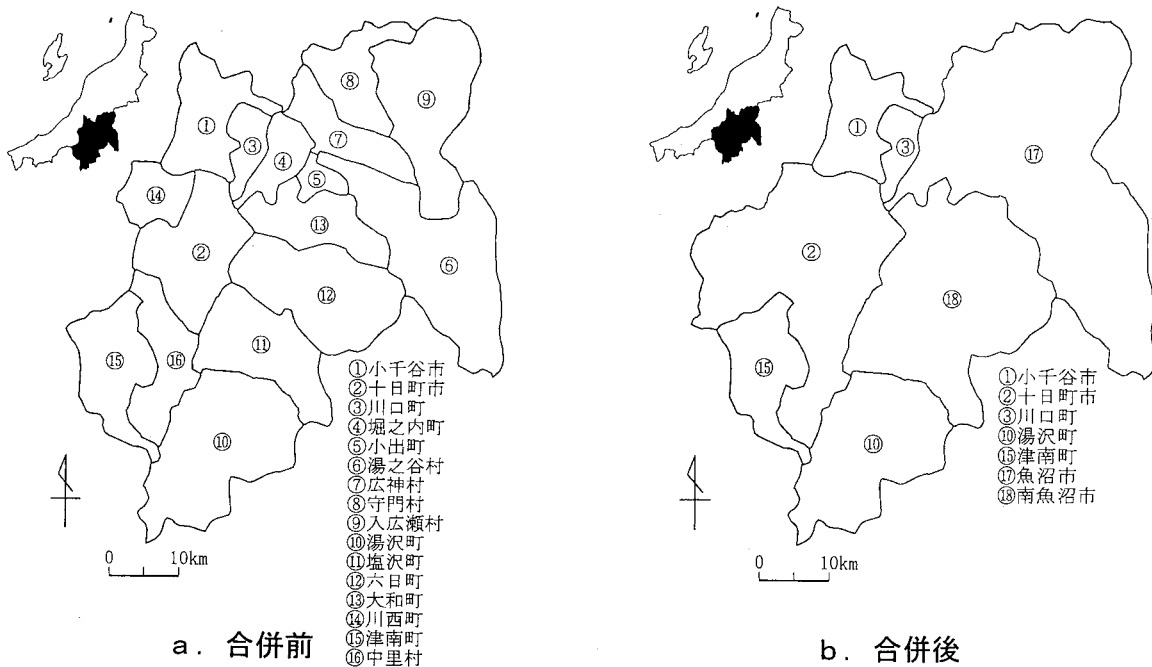 ⑧
⑨
①
③
④
⑦
⑤
⑭
⑬
②
⑥
⑫
⑪
⑮
⑯
⑩
①小千谷市
②十日町市
③川口町
④堀之内町
⑤小出町
⑥湯之谷村
⑦広神村
⑧守門村
⑨入広瀬村
⑩湯沢町
⑪塩沢町
⑫六日町
⑬大和町
⑭川西町
⑮津南町
⑯中里村
0 10km
a. 合併前
①
③
⑰
②
⑱
⑮
⑩
①小千谷市
②十日町市
③川口町
⑩湯沢町
⑮津南町
⑰魚沼市
⑱南魚沼市
0 10km
b. 合併後